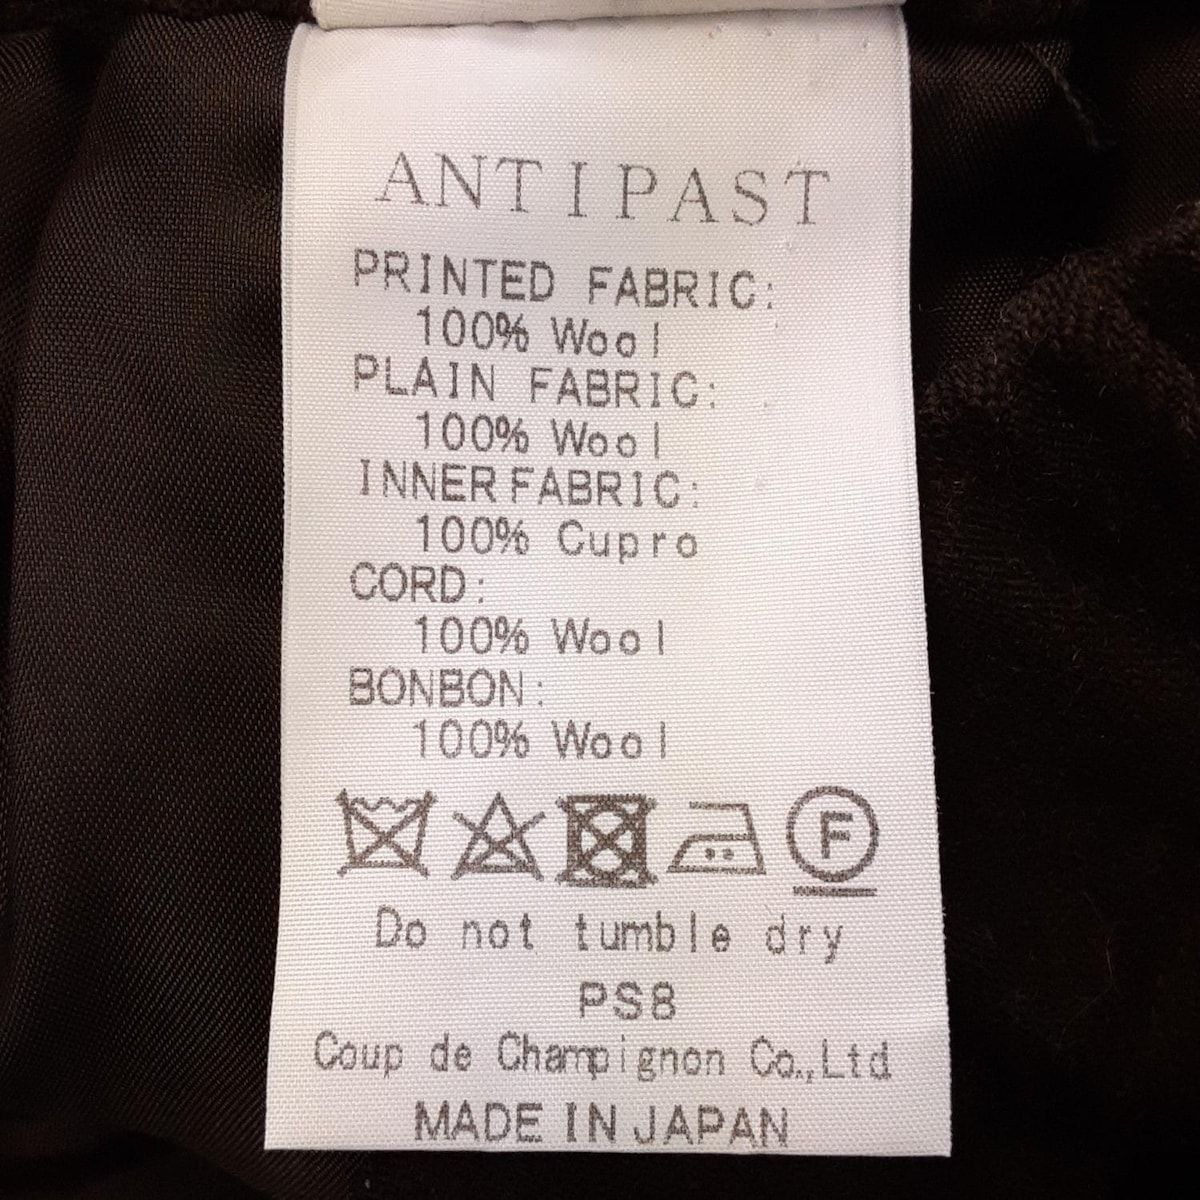 ANTIPAST
PRINTED FABRIC:
100% Wool
PLAIN FABRIC:
100% Wool
INNER FABRIC:
100% Cupro
CORD:
100% Wool
BONBON:
100% Wool
F
Do not tumble dry
PS8
Coup de Champignon Co.,Ltd
MADE IN JAPAN